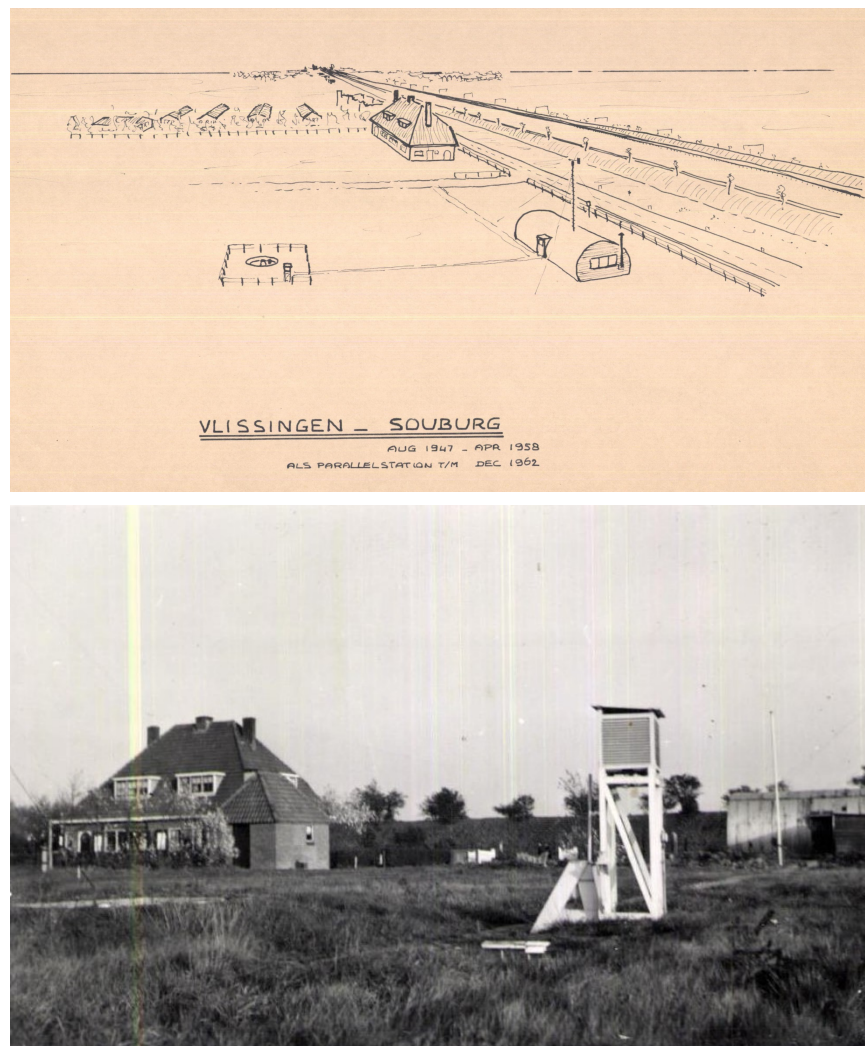 VLISSINGEN - SOUBURG
AUG 1947 - APR 1958
ALS PARALLELSTATION T/M DEC 1962